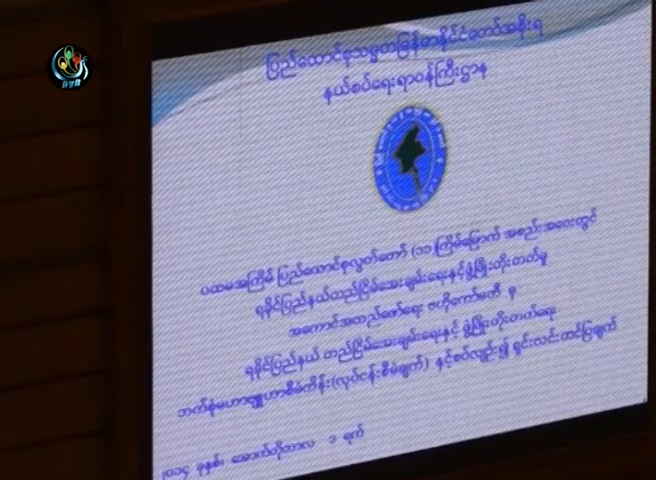 ပြည်ထောင်စုသမ္မတမြန်မာနိုင်ငံတော်အစိုးရ
နယ်စပ်ရေးရာဝန်ကြီးဌာန
ပထမအကြိမ် ပြည်ထောင်စုလွှတ်တော် (၁၁)ကြိမ်မြောက် အစည်းအဝေးတွင်
ရခိုင်ပြည်နယ်တည်ငြိမ်အေးချမ်းရေးနှင့်ဖွံ့ဖြိုးတိုးတက်မှု
အကောင်အထည်ဖော်ရေး ဗဟိုကော်မတီ မှ
ရခိုင်ပြည်နယ် တည်ငြိမ်အေးချမ်းရေးနှင့် ဖွံ့ဖြိုးတိုးတက်ရေး
ဘက်စုံမဟာဗျူဟာစီမံကိန်း(လုပ်ငန်းစီမံချက်) နှင့်စပ်လျဉ်း၍ ရှင်းလင်းတင်ပြချက်
၂၀၁၄ ခုနှစ်၊ အောက်တိုဘာလ ၁ ရက်